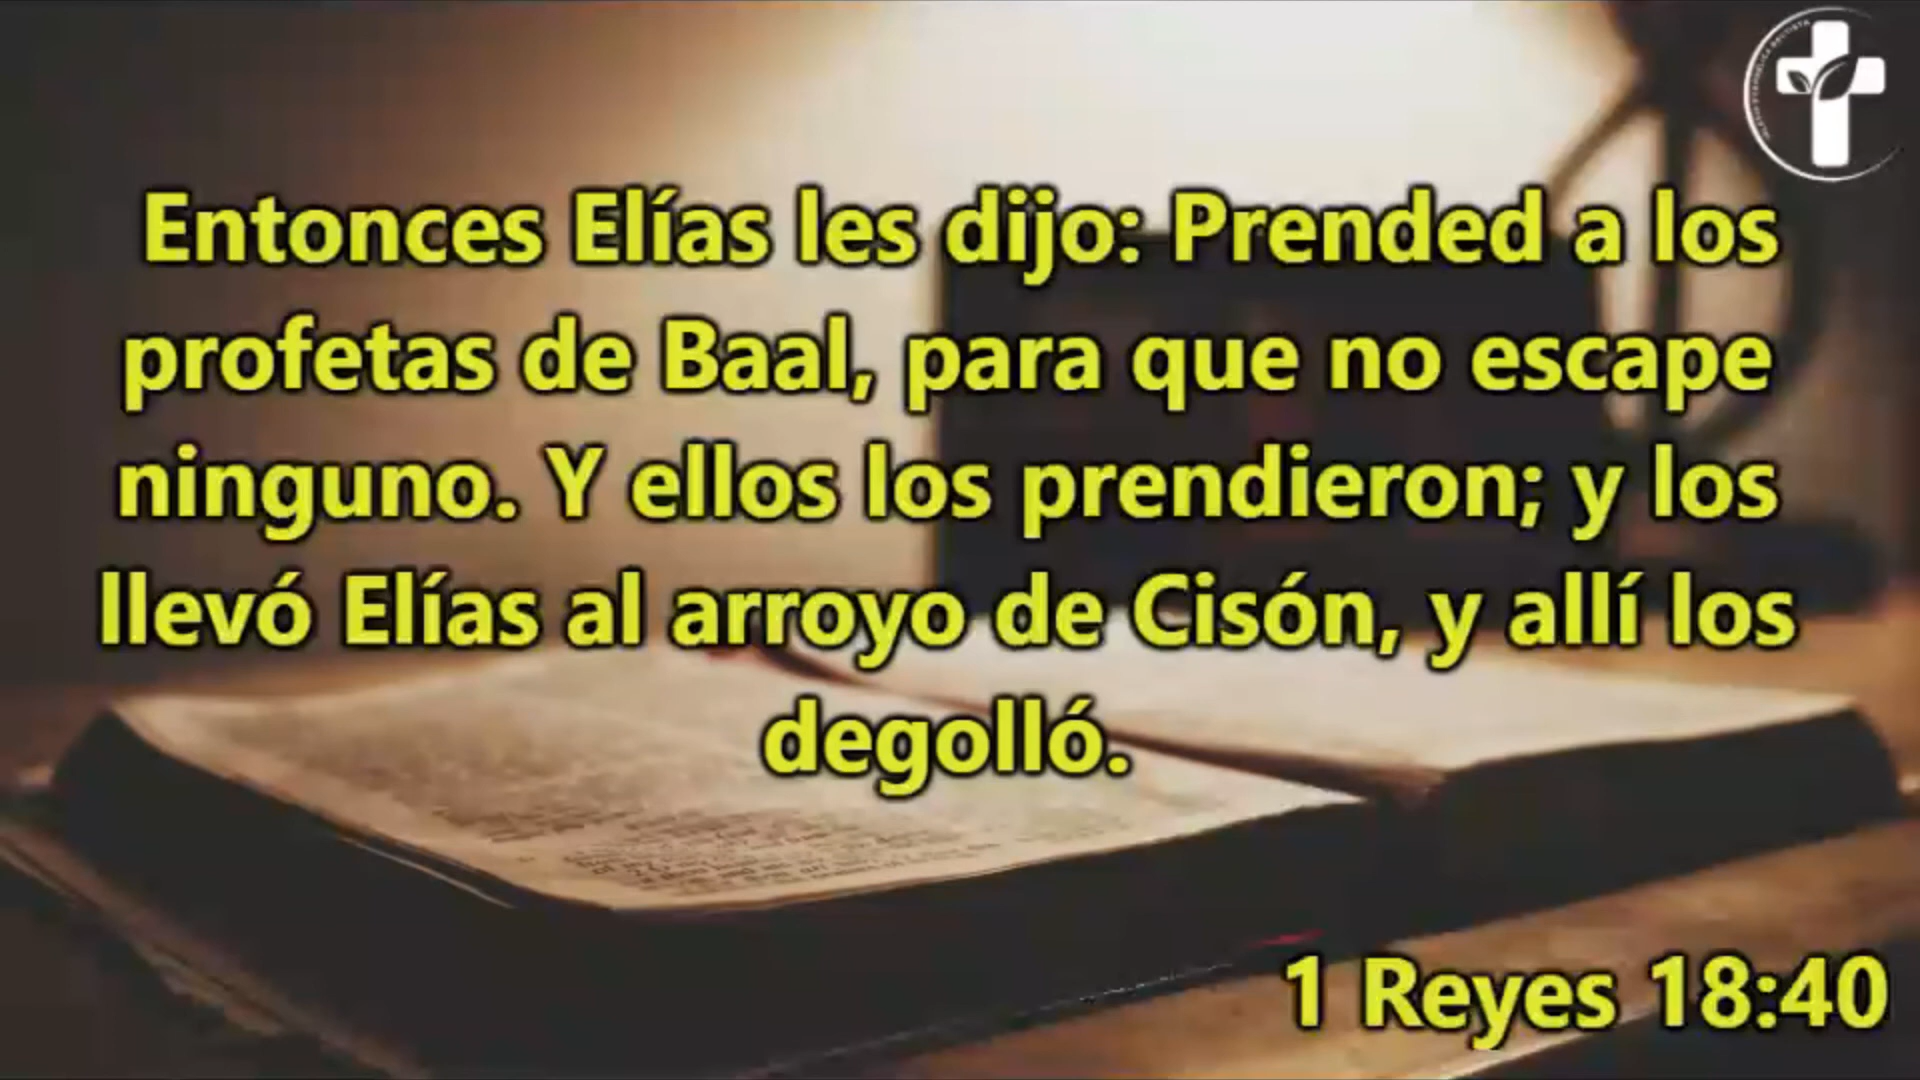 Entonces Elías les dijo: Prended a los
profetas de Baal, para que no escape
ninguno. Y ellos los prendieron; y los
llevó Elías al arroyo de Cisón, y allí los
degolló.
1 Reyes 18:40